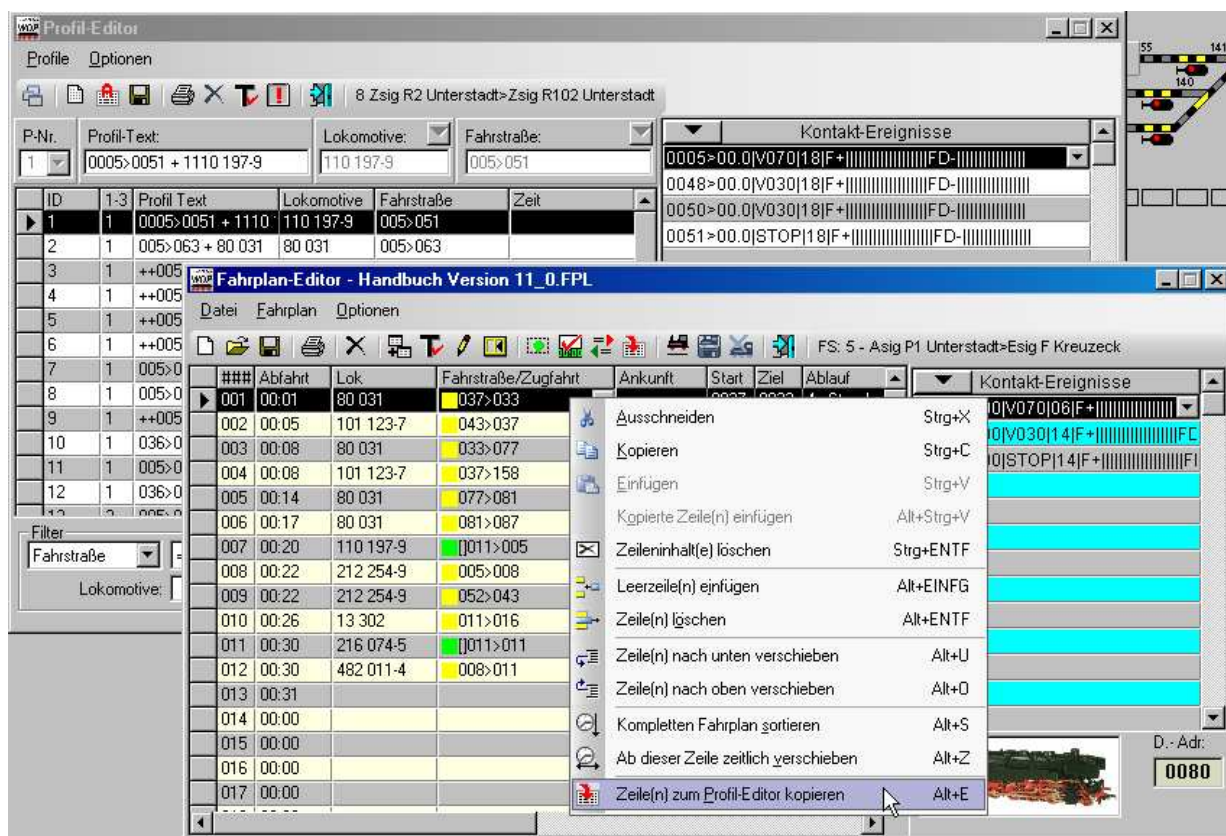 Profil-Editor
Profile Optionen
8 Zsig R2 Unterstadt>Zsig R102 Unterstadt
P-Nr. Profil-Text: Lokomotive: Fahrstraße:
1 0005>0051 + 1110 197-9 110 197-9 005>051
ID 1-3 Profil Text Lokomotive Fahrstraße Zeit
1 1 0005>0051 + 1110 110 197-9 005>051
2 1 005>063 + 80 031 80 031 005>063
3 1 ++005
4 1 ++005
5 1 ++005
6 1 ++005
7 1 005>0
8 1 005>0
9 1 ++005
10 1 036>0
11 1 005>0
12 1 036>0
Filter
Fahrstraße =
Lokomotive:
Kontakt-Ereignisse
0005>00.0|V070|18|F+||||||||||||||||||FD-|||||||||||||||
0048>00.0|V030|18|F+||||||||||||||||||FD-|||||||||||||||
0050>00.0|V030|18|F+||||||||||||||||||FD-|||||||||||||||
0051>00.0|STOP|18|F+||||||||||||||||||FD-|||||||||||||||
55 141
140
Fahrplan-Editor - Handbuch Version 11_0.FPL
Datei Fahrplan Optionen
FS: 5 - Asig P1 Unterstadt>Esig F Kreuzeck
### Abfahrt Lok Fahrstraße/Zugfahrt Ankunft Start Ziel Ablauf
001 00:01 80 031 037>033
002 00:05 101 123-7 043>037
003 00:08 80 031 033>077
004 00:08 101 123-7 037>158
005 00:14 80 031 077>081
006 00:17 80 031 081>087
007 00:20 110 197-9 []011>005
008 00:22 212 254-9 005>008
009 00:22 212 254-9 052>043
010 00:26 13 302 011>016
011 00:30 216 074-5 []011>011
012 00:30 482 011-4 008>011
013 00:31
014 00:00
015 00:00
016 00:00
017 00:00
Ausschneiden Strg+X
Kopieren Strg+C
Einfügen Strg+V
Kopierte Zeile(n) einfügen Alt+Strg+V
Zeileninhalt(e) löschen Strg+ENTF
Leerzeile(n) einfügen Alt+EINFG
Zeile(n) löschen Alt+ENTF
Zeile(n) nach unten verschieben Alt+U
Zeile(n) nach oben verschieben Alt+O
Kompletten Fahrplan sortieren Alt+S
Ab dieser Zeile zeitlich verschieben Alt+Z
Zeile(n) zum Profil-Editor kopieren Alt+E
Kontakt-Ereignisse
00|V070|06|F+||||||||||||||||||
00|V030|14|F+||||||||||||||||||FD
00|STOP|14|F+||||||||||||||||||FI
D.- Adr:
0080